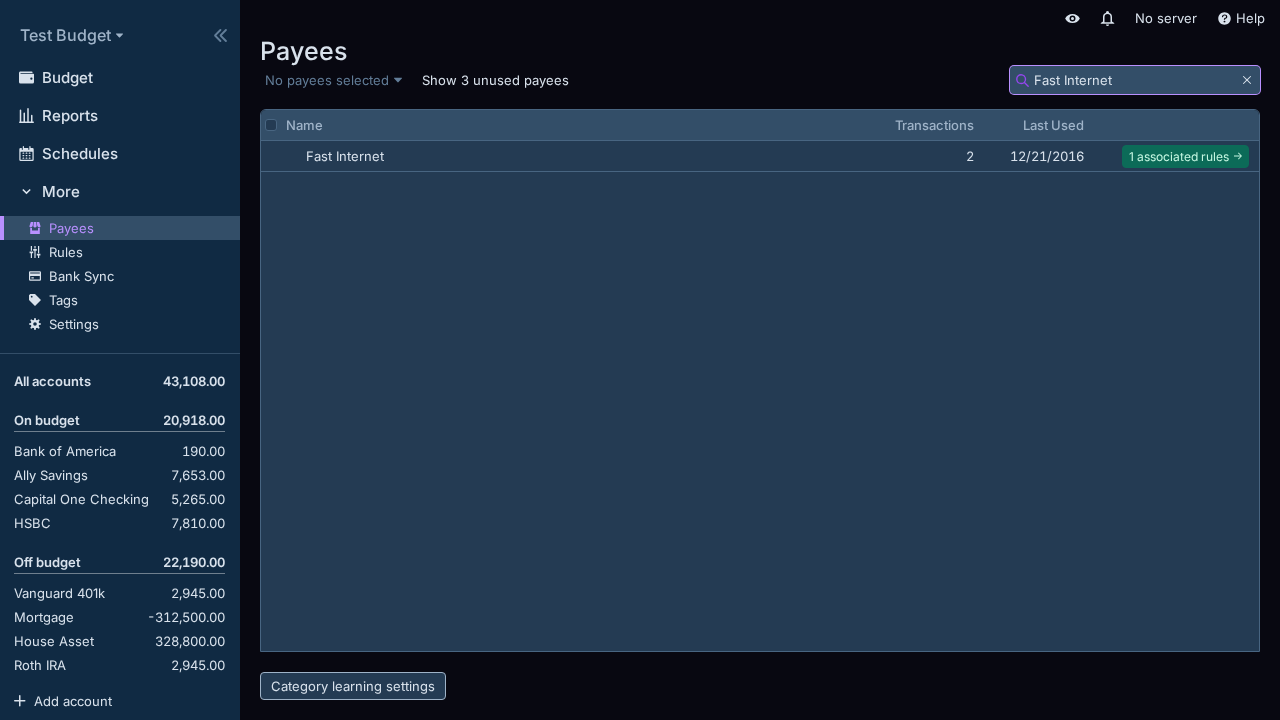 Test Budget
Budget
Reports
Schedules
More
Payees
Rules
Bank Sync
Tags
Settings
All accounts 43,108.00
On budget 20,918.00
Bank of America 190.00
Ally Savings 7,653.00
Capital One Checking 5,265.00
HSBC 7,810.00
Off budget 22,190.00
Vanguard 401k 2,945.00
Mortgage -312,500.00
House Asset 328,800.00
Roth IRA 2,945.00
Add account
No server
Help
Payees
No payees selected
Show 3 unused payees
Fast Internet
Name Transactions Last Used
Fast Internet 2 12/21/2016 1 associated rules →
Category learning settings